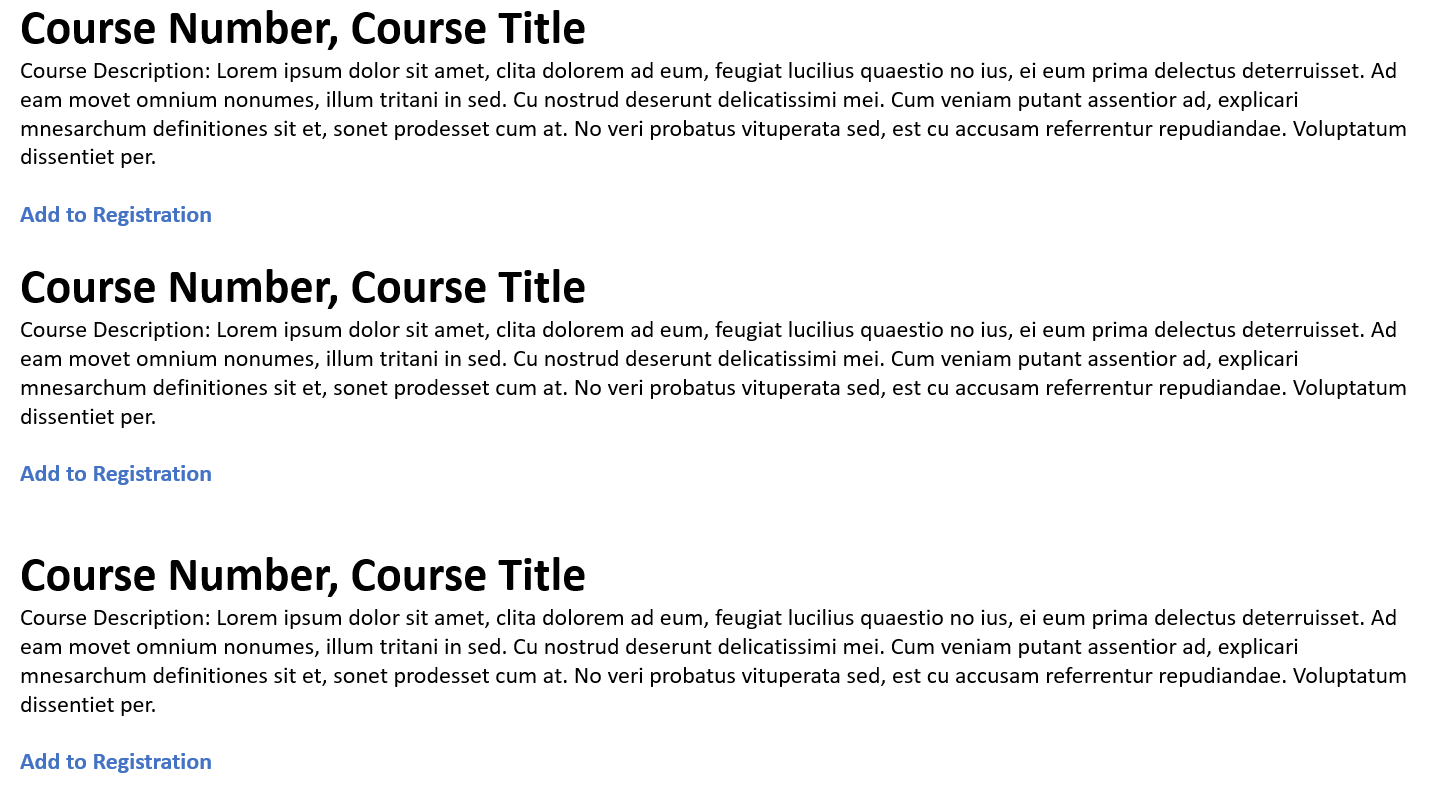 Course Number, Course Title
Course Description: Lorem ipsum dolor sit amet, clita dolorem ad eum, feugiat lucilius quaestio no ius, ei eum prima delectus deterruisset. Ad
eam movet omnium nonumes, illum tritani in sed. Cu nostrud deserunt delicatissimi mei. Cum veniam putant assentior ad, explicari
mnesarchum definitiones sit et, sonet prodesset cum at. No veri probatus vituperata sed, est cu accusam referrentur repudiandae. Voluptatum
dissentiet per.
Add to Registration
Course Number, Course Title
Course Description: Lorem ipsum dolor sit amet, clita dolorem ad eum, feugiat lucilius quaestio no ius, ei eum prima delectus deterruisset. Ad
eam movet omnium nonumes, illum tritani in sed. Cu nostrud deserunt delicatissimi mei. Cum veniam putant assentior ad, explicari
mnesarchum definitiones sit et, sonet prodesset cum at. No veri probatus vituperata sed, est cu accusam referrentur repudiandae. Voluptatum
dissentiet per.
Add to Registration
Course Number, Course Title
Course Description: Lorem ipsum dolor sit amet, clita dolorem ad eum, feugiat lucilius quaestio no ius, ei eum prima delectus deterruisset. Ad
eam movet omnium nonumes, illum tritani in sed. Cu nostrud deserunt delicatissimi mei. Cum veniam putant assentior ad, explicari
mnesarchum definitiones sit et, sonet prodesset cum at. No veri probatus vituperata sed, est cu accusam referrentur repudiandae. Voluptatum
dissentiet per.
Add to Registration